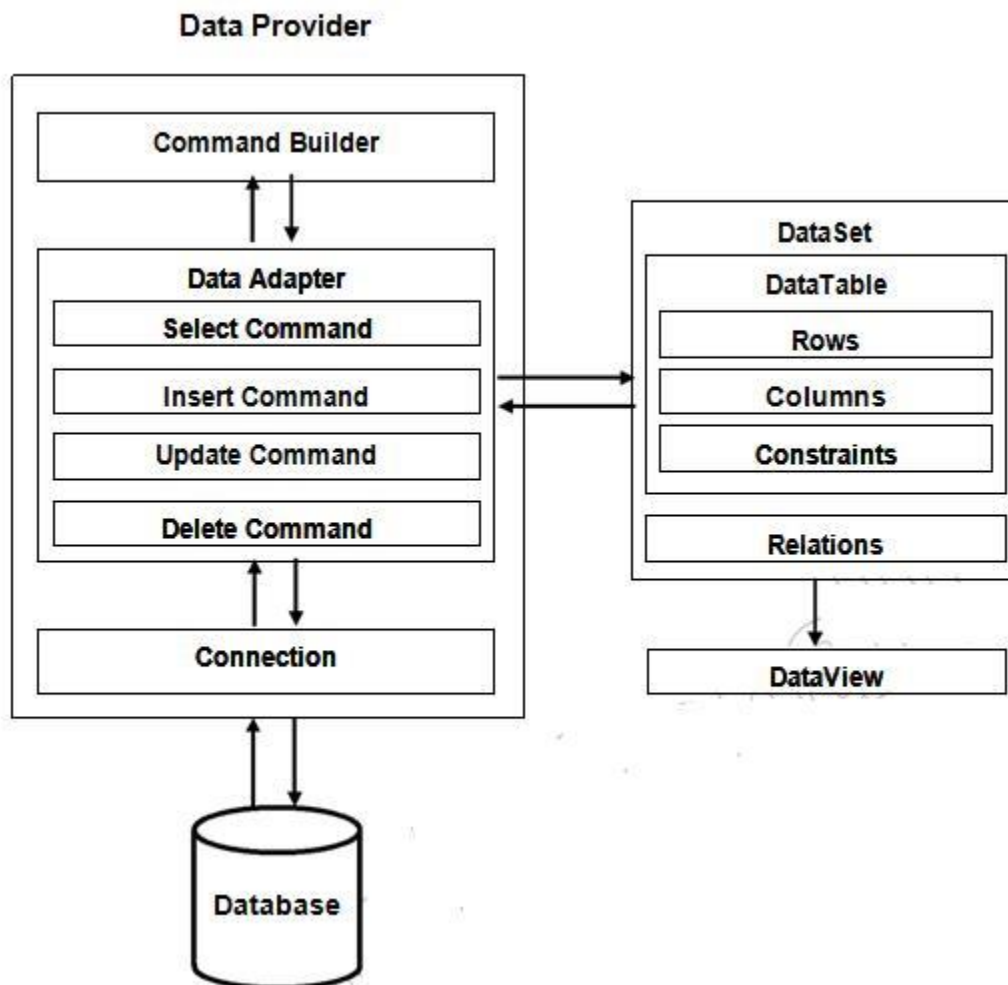 Data Provider
Command Builder
Data Adapter
Select Command
Insert Command
Update Command
Delete Command
Connection
Database
DataSet
DataTable
Rows
Columns
Constraints
Relations
DataView